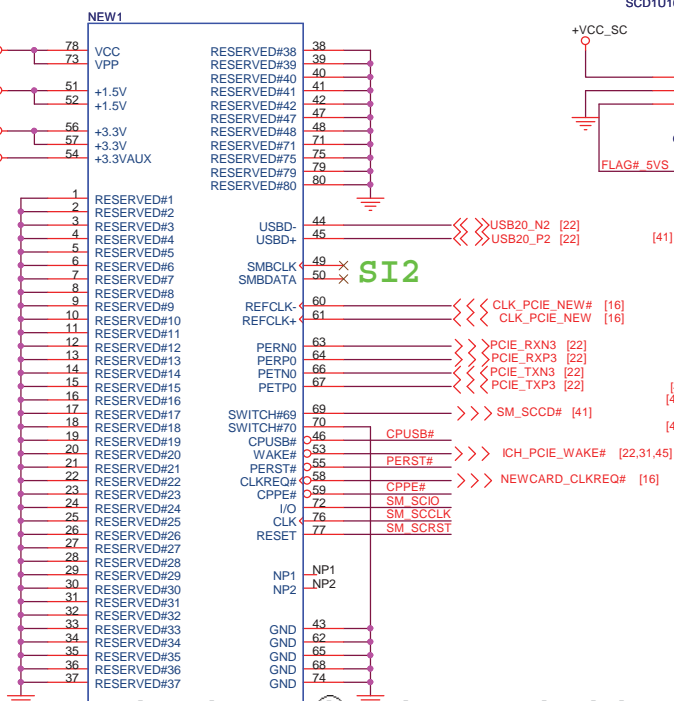 SCD1U1
NEW1
+VCC_SC
78 VCC RESERVED#38 38
73 VPP RESERVED#39 39
RESERVED#40 40
51 +1.5V RESERVED#41 41
52 +1.5V RESERVED#42 42
RESERVED#47 47
56 +3.3V RESERVED#48 48
57 +3.3V RESERVED#71 71
54 +3.3VAUX RESERVED#75 75
RESERVED#79 79
RESERVED#80 80
FLAG#_5VS
1 RESERVED#1
2 RESERVED#2
3 RESERVED#3 USBD- 44 USB20_N2 [22]
4 RESERVED#4 USBD+ 45 USB20_P2 [22] [41]
5 RESERVED#5
6 RESERVED#6 SMBCLK 49 SI2
7 RESERVED#7 SMBDATA 50
8 RESERVED#8
9 RESERVED#9 REFCLK- 60 CLK_PCIE_NEW# [16]
10 RESERVED#10 REFCLK+ 61 CLK_PCIE_NEW [16]
11 RESERVED#11
12 RESERVED#12 PERN0 63 PCIE_RXN3 [22]
13 RESERVED#13 PERP0 64 PCIE_RXP3 [22]
14 RESERVED#14 PETN0 66 PCIE_TXN3 [22]
15 RESERVED#15 PETP0 67 PCIE_TXP3 [22]
16 RESERVED#16
17 RESERVED#17 SWITCH#69 69 SM_SCCD# [41]
18 RESERVED#18 SWITCH#70 70
19 RESERVED#19 CPUSB# 46 CPUSB#
20 RESERVED#20 WAKE# 53 ICH_PCIE_WAKE# [22,31,45]
21 RESERVED#21 PERST# 55 PERST#
22 RESERVED#22 CLKREQ# 58 NEWCARD_CLKREQ# [16]
23 RESERVED#23 CPPE# 59 CPPE#
24 RESERVED#24 I/O 72 SM_SCIO
25 RESERVED#25 CLK 76 SM_SCCLK
26 RESERVED#26 RESET 77 SM_SCRST
27 RESERVED#27
28 RESERVED#28
29 RESERVED#29 NP1 NP1
30 RESERVED#30 NP2 NP2
31 RESERVED#31
32 RESERVED#32
33 RESERVED#33 GND 43
34 RESERVED#34 GND 62
35 RESERVED#35 GND 65
36 RESERVED#36 GND 68
37 RESERVED#37 GND 74